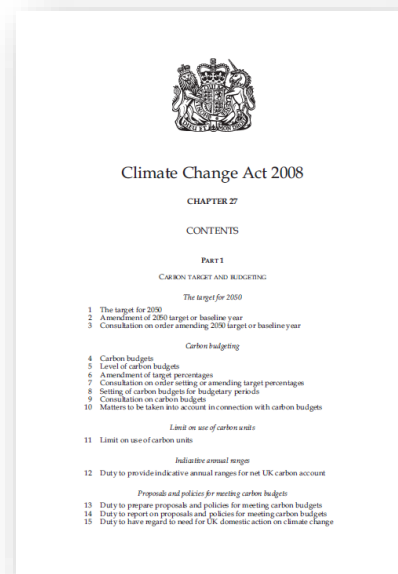 Climate Change Act 2008
CHAPTER 27
CONTENTS
PART 1
CARBON TARGET AND BUDGETING
The target for 2050
1 The target for 2050
2 Amendment of 2050 target or baseline year
3 Consultation on order amending 2050 target or baseline year
Carbon budgeting
4 Carbon budgets
5 Level of carbon budgets
6 Amendment of target percentages
7 Consultation on order setting or amending target percentages
8 Setting of carbon budgets for budgetary periods
9 Consultation on carbon budgets
10 Matters to be taken into account in connection with carbon budgets
Limit on use of carbon units
11 Limit on use of carbon units
Indicative annual ranges
12 Duty to provide indicative annual ranges for net UK carbon account
Proposals and policies for meeting carbon budgets
13 Duty to prepare proposals and policies for meeting carbon budgets
14 Duty to report on proposals and policies for meeting carbon budgets
15 Duty to have regard to need for UK domestic action on climate change